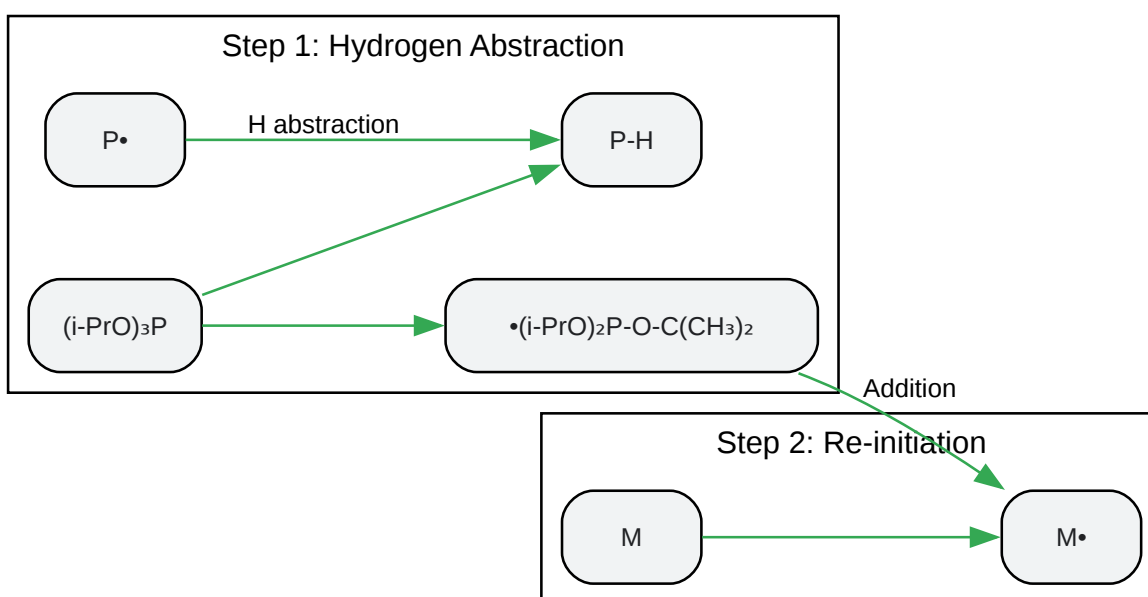 Step 1: Hydrogen Abstraction
P•
H abstraction
P-H
(i-PrO)₃P
•(i-PrO)₂P-O-C(CH₃)₂
Addition
Step 2: Re-initiation
M
M•